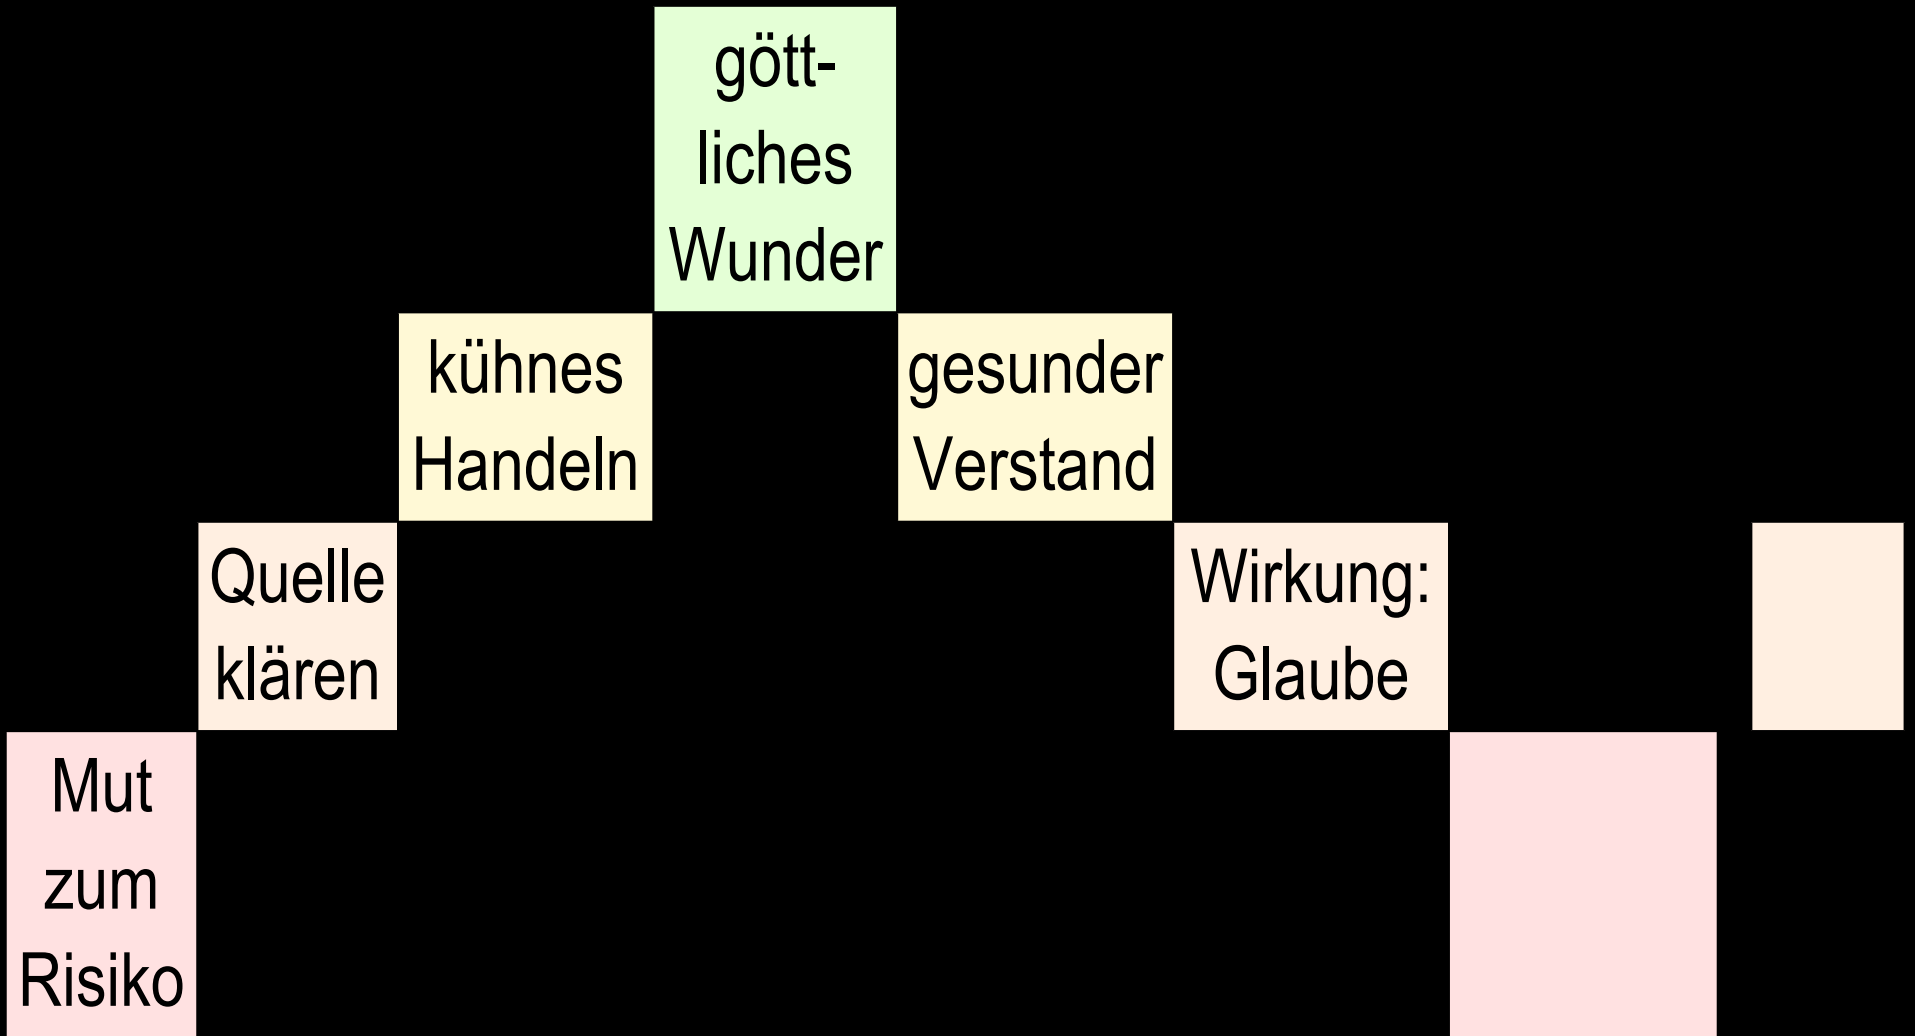 gött-
liches
Wunder
kühnes
Handeln
gesunder
Verstand
Quelle
klären
Wirkung:
Glaube
Mut
zum
Risiko